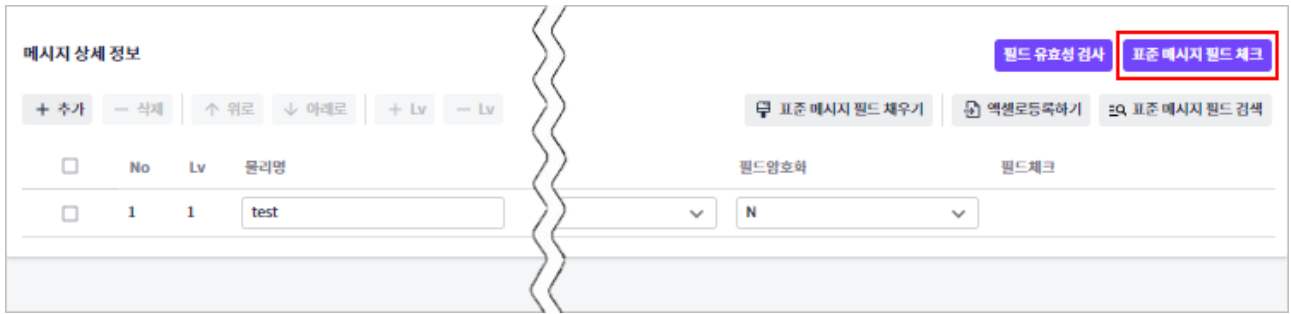 메시지 상세 정보 필드 유효성 검사 표준 메시지 필드 체크
+ 추가 − 삭제 ↑ 위로 ↓ 아래로 + Lv − Lv 표준 메시지 필드 채우기 엑셀로등록하기 표준 메시지 필드 검색
No Lv 물리명 필드암호화 필드체크
1 1 test N